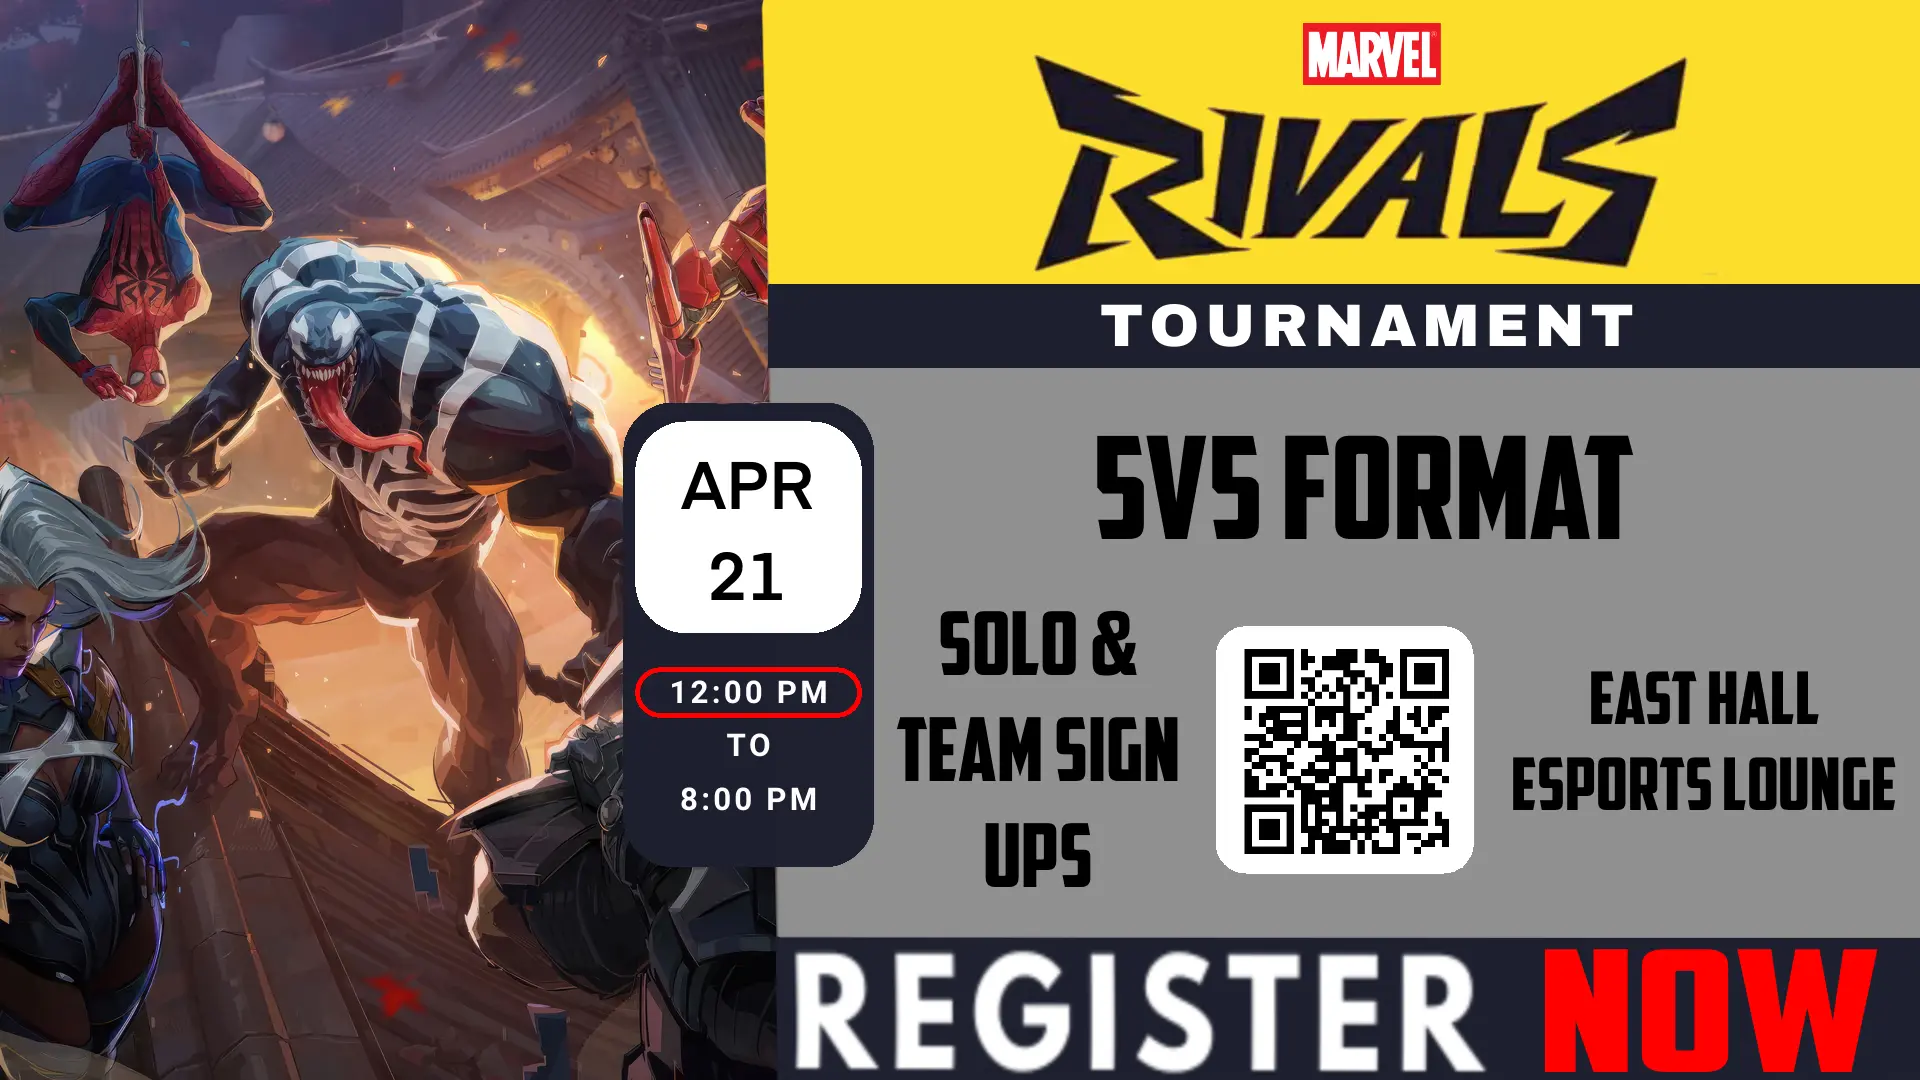 MARVEL
RIVALS
TOURNAMENT
5V5 FORMAT
APR
21
12:00 PM
TO
8:00 PM
SOLO &
TEAM SIGN
UPS
EAST HALL
ESPORTS LOUNGE
REGISTER NOW